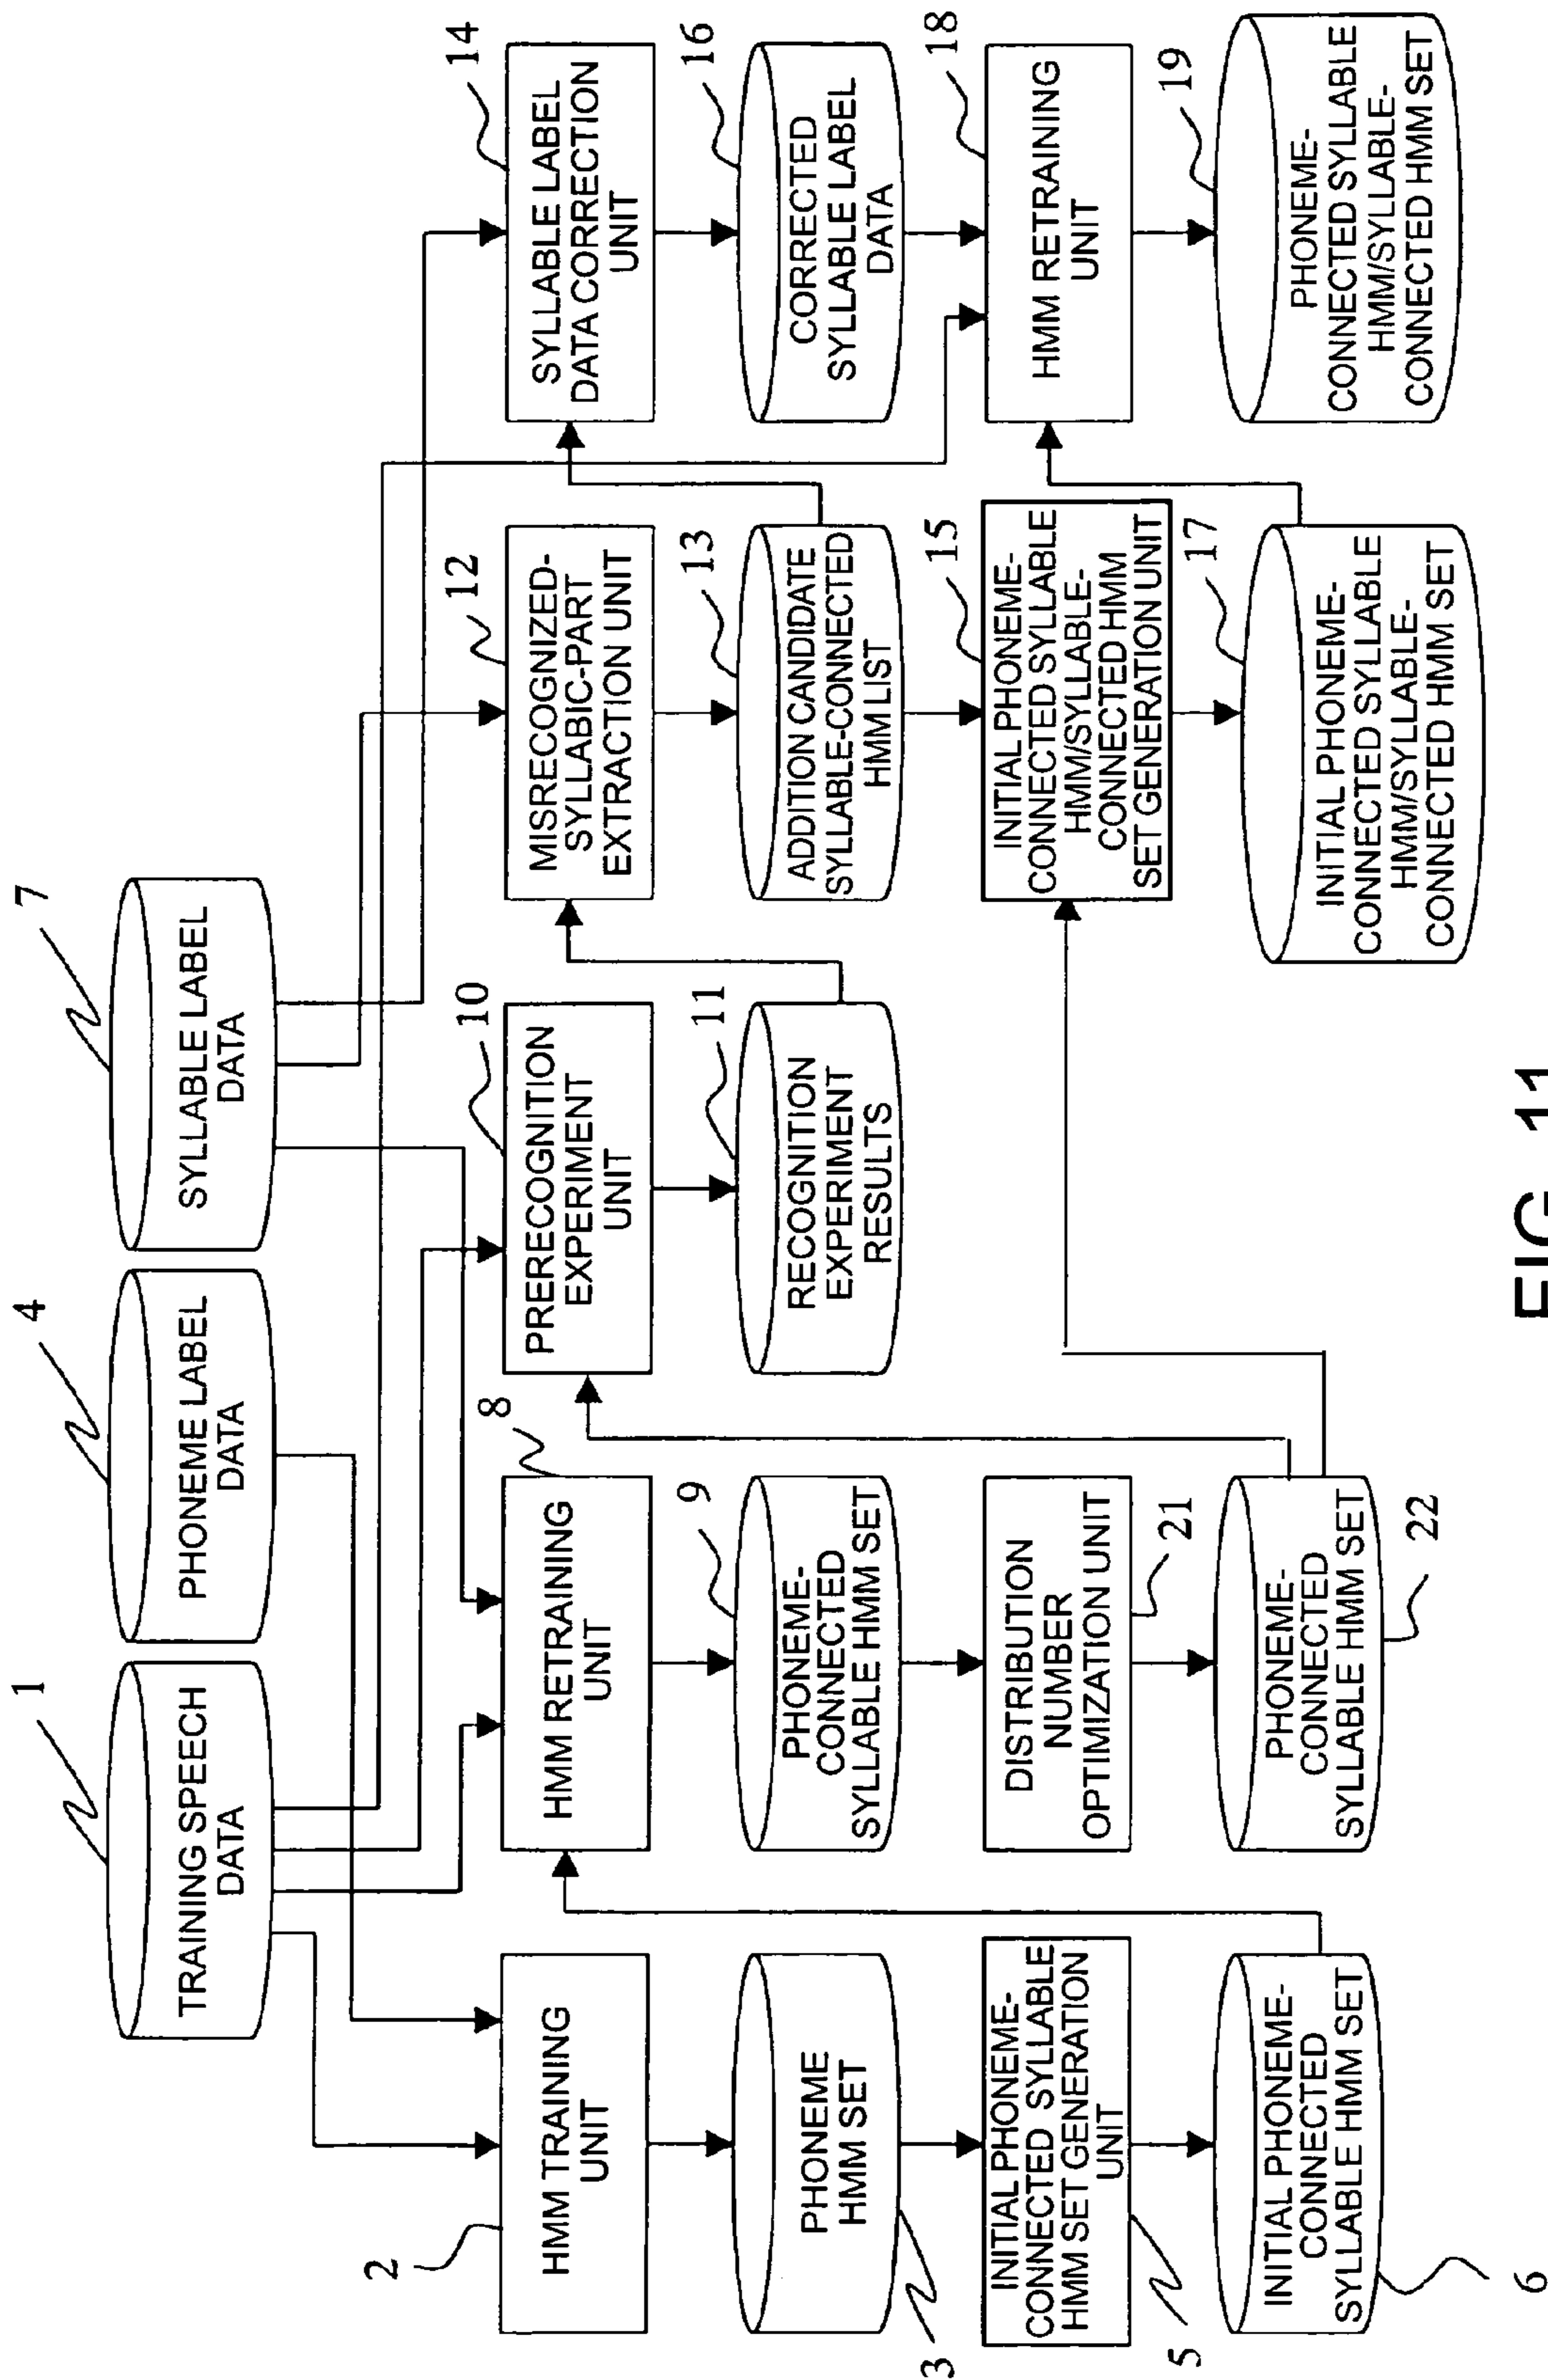 1
TRAINING SPEECH
DATA
4
PHONEME LABEL
DATA
7
SYLLABLE LABEL
DATA
2
HMM TRAINING
UNIT
3
PHONEME
HMM SET
5
INITIAL PHONEME-
CONNECTED SYLLABLE
HMM SET GENERATION
UNIT
6
INITIAL PHONEME-
CONNECTED
SYLLABLE HMM SET
8
HMM RETRAINING
UNIT
9
PHONEME-
CONNECTED
SYLLABLE HMM SET
DISTRIBUTION
NUMBER
OPTIMIZATION UNIT
21
PHONEME-
CONNECTED
SYLLABLE HMM SET
22
10
PRERECOGNITION
EXPERIMENT
UNIT
11
RECOGNITION
EXPERIMENT
RESULTS
12
MISRECOGNIZED-
SYLLABIC-PART
EXTRACTION UNIT
13
ADDITION CANDIDATE
SYLLABLE-CONNECTED
HMM LIST
15
INITIAL PHONEME-
CONNECTED SYLLABLE
HMM/SYLLABLE-
CONNECTED HMM
SET GENERATION UNIT
17
INITIAL PHONEME-
CONNECTED SYLLABLE
HMM/SYLLABLE-
CONNECTED HMM SET
14
SYLLABLE LABEL
DATA CORRECTION
UNIT
16
CORRECTED
SYLLABLE LABEL
DATA
18
HMM RETRAINING
UNIT
19
PHONEME-
CONNECTED SYLLABLE
HMM/SYLLABLE-
CONNECTED HMM SET
FIG. 11